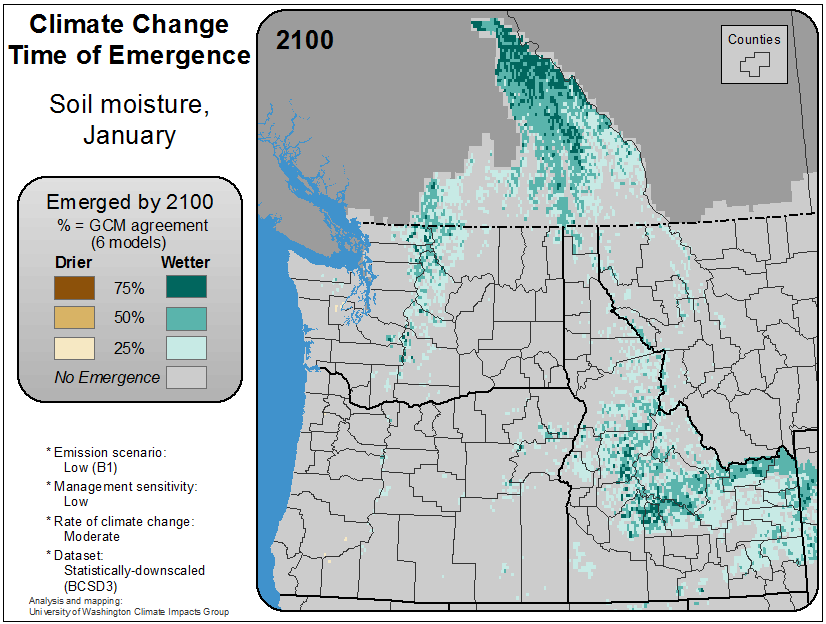 Climate Change
Time of Emergence
Soil moisture,
January
Emerged by 2100
% = GCM agreement
(6 models)
Drier Wetter
75%
50%
25%
No Emergence
* Emission scenario:
Low (B1)
* Management sensitivity:
Low
* Rate of climate change:
Moderate
* Dataset:
Statistically-downscaled
(BCSD3)
Analysis and mapping:
University of Washington Climate Impacts Group
2100
Counties